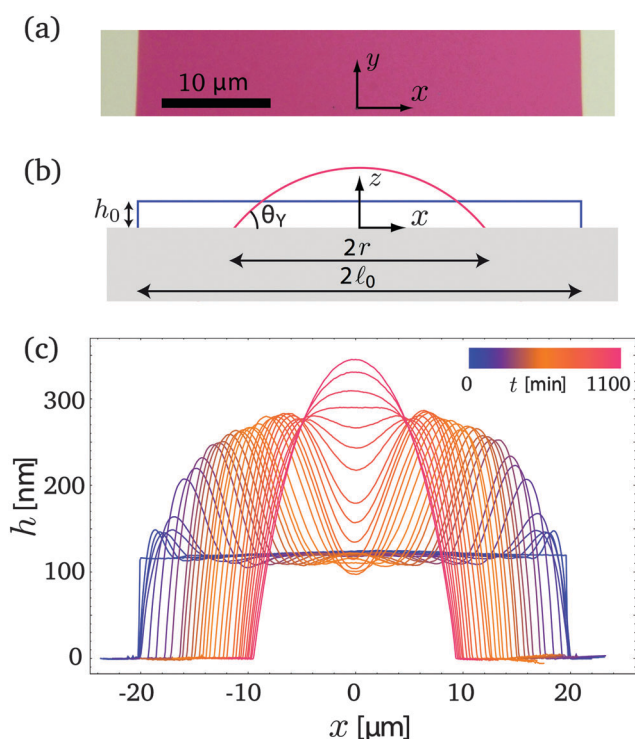 (a)
10 μm
y
x
(b)
h₀
θY
z
x
2r
2ℓ₀
(c)
300
200
100
0
h [nm]
0 t [min] 1100
-20 -10 0 10 20
x [μm]